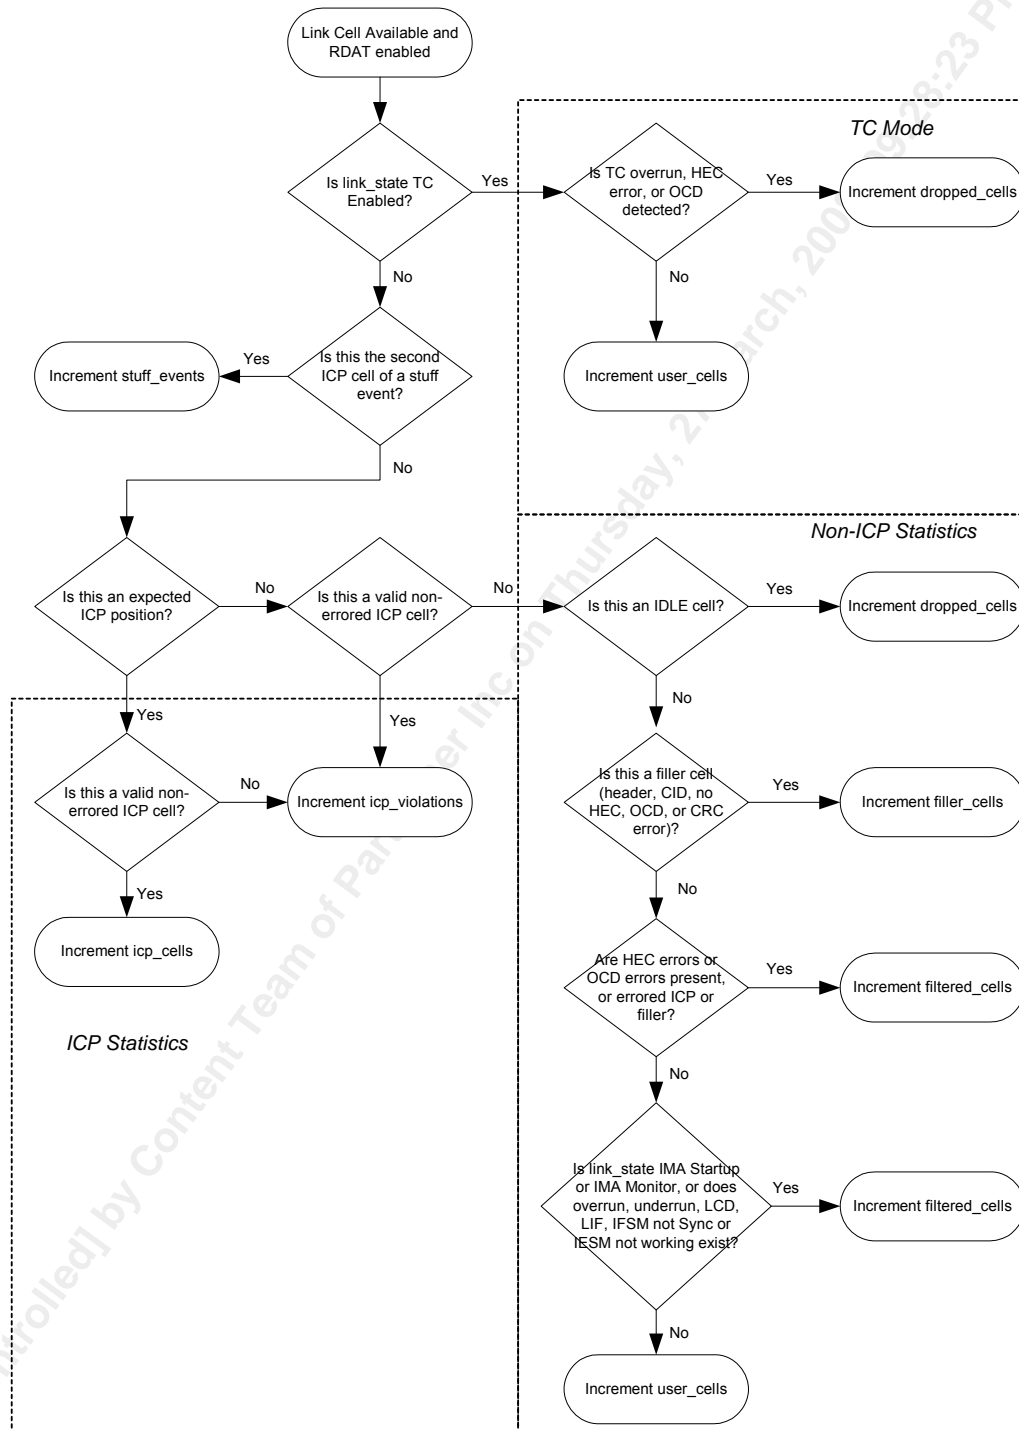 Link Cell Available and
RDAT enabled
TC Mode
Is link_state TC
Enabled?
Yes
Is TC overrun, HEC
error, or OCD
detected?
Yes
Increment dropped_cells
No
No
Increment stuff_events
Yes
Is this the second
ICP cell of a stuff
event?
Increment user_cells
No
Non-ICP Statistics
Is this an expected
ICP position?
No
Is this a valid non-
errored ICP cell?
No
Is this an IDLE cell?
Yes
Increment dropped_cells
Yes
Yes
No
Is this a valid non-
errored ICP cell?
No
Increment icp_violations
Is this a filler cell
(header, CID, no
HEC, OCD, or CRC
error)?
Yes
Increment filler_cells
Yes
No
Increment icp_cells
Are HEC errors or
OCD errors present,
or errored ICP or
filler?
Yes
Increment filtered_cells
ICP Statistics
No
Is link_state IMA Startup
or IMA Monitor, or does
overrun, underrun, LCD,
LIF, IFSM not Sync or
IESM not working exist?
Yes
Increment filtered_cells
No
Increment user_cells
by Content Team of
Inc on Thursday,